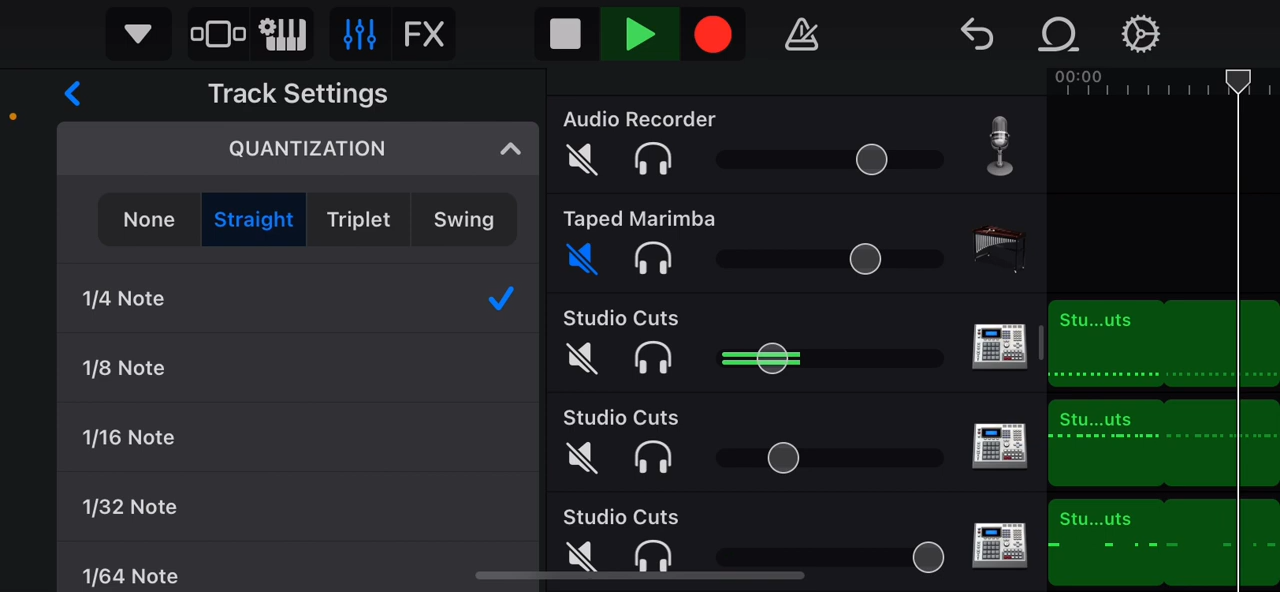 FX
Track Settings
QUANTIZATION
None
Straight
Triplet
Swing
1/4 Note
1/8 Note
1/16 Note
1/32 Note
1/64 Note
Audio Recorder
Taped Marimba
Studio Cuts
Studio Cuts
Studio Cuts
00:00
Stu...uts
Stu...uts
Stu...uts